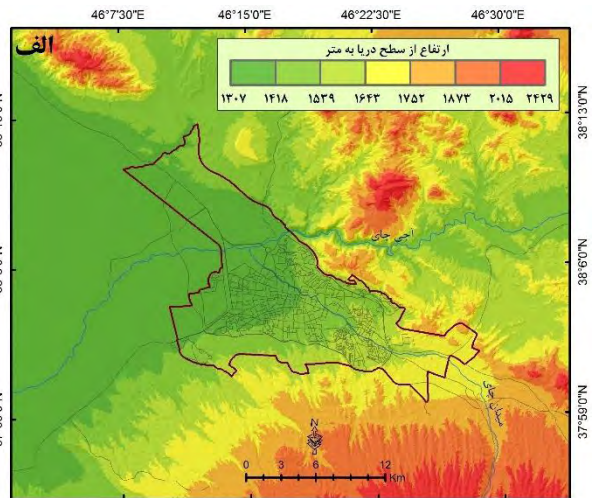 46°7'30"E 46°15'0"E 46°22'30"E 46°30'0"E
الف
ارتفاع از سطح دریا به متر
۱۳۰۷ ۱۴۱۸ ۱۵۳۹ ۱۶۴۳ ۱۷۵۲ ۱۸۷۳ ۲۰۱۵ ۲۴۲۹
38°13'0"N
آجی چای
38°6'0"N
میدان چای
37°59'0"N
N
0 3 6 12
Km